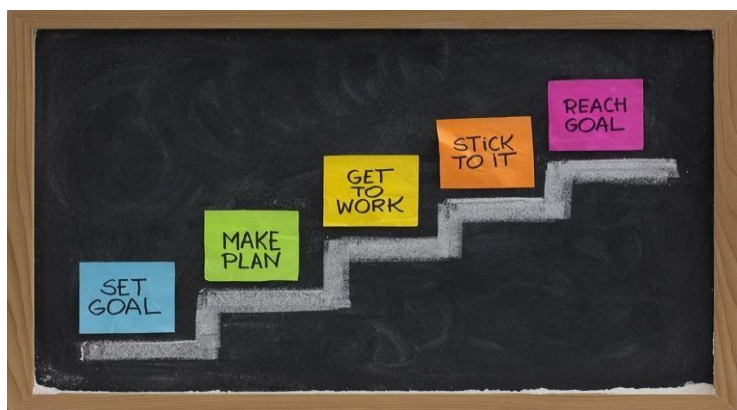 SET
GOAL
MAKE
PLAN
GET
TO
WORK
STICK
TO IT
REACH
GOAL